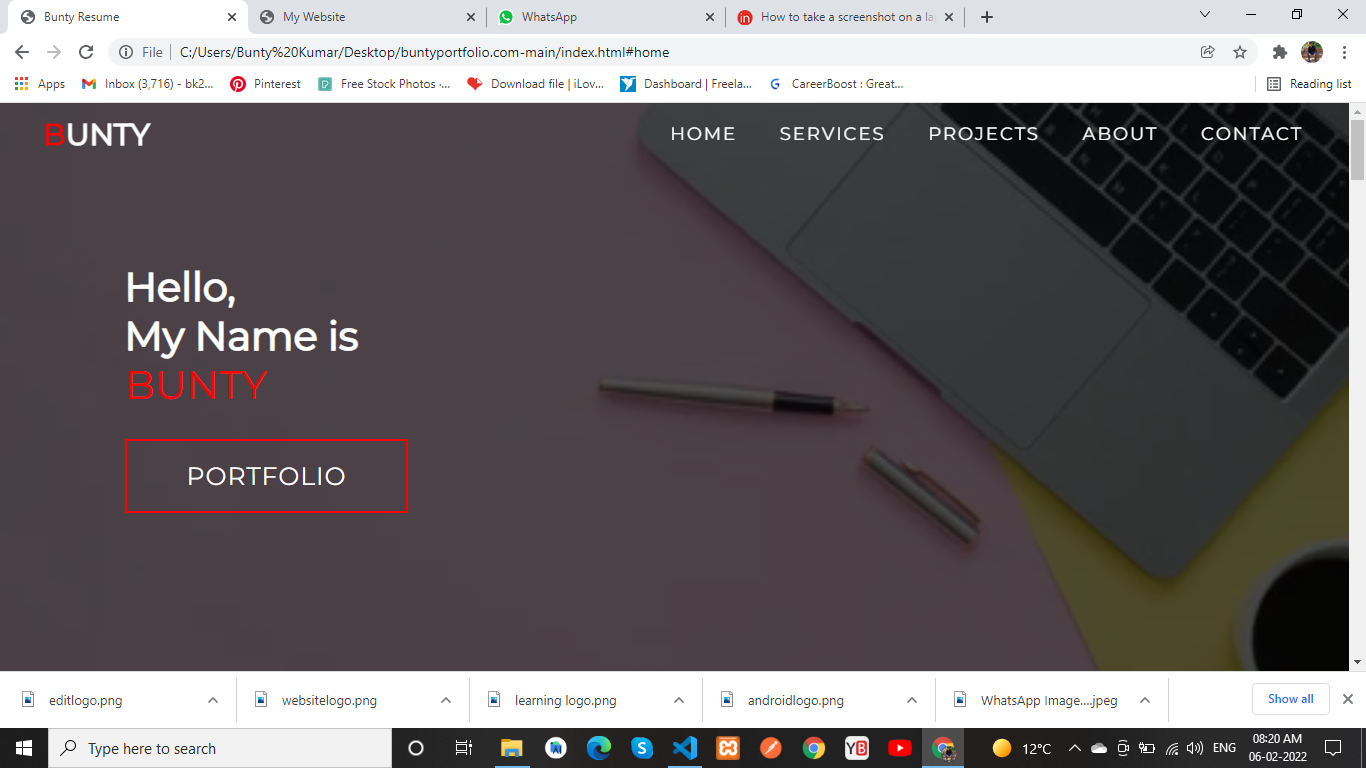 Bunty Resume
My Website
WhatsApp
How to take a screenshot on a la
File
C:/Users/Bunty%20Kumar/Desktop/buntyportfolio.com-main/index.html#home
Apps
Inbox (3,716) - bk2...
Pinterest
Free Stock Photos ·...
Download file | iLov...
Dashboard | Freela...
CareerBoost : Great...
Reading list
BUNTY
HOME
SERVICES
PROJECTS
ABOUT
CONTACT
Hello,
My Name is
BUNTY
PORTFOLIO
editlogo.png
websitelogo.png
learning logo.png
androidlogo.png
WhatsApp Image....jpeg
Show all
Type here to search
YB
12°C
ENG
08:20 AM
06-02-2022